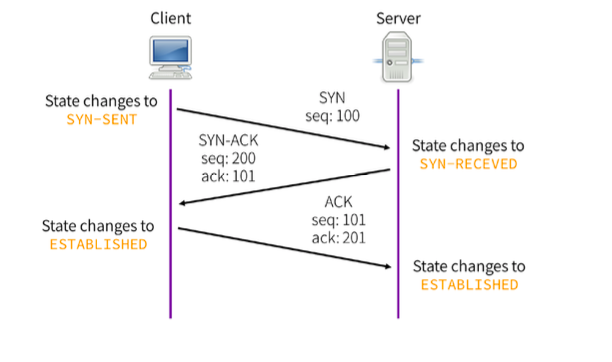 Client
Server
State changes to
SYN-SENT
SYN
seq: 100
SYN-ACK
seq: 200
ack: 101
State changes to
SYN-RECEVED
State changes to
ESTABLISHED
ACK
seq: 101
ack: 201
State changes to
ESTABLISHED